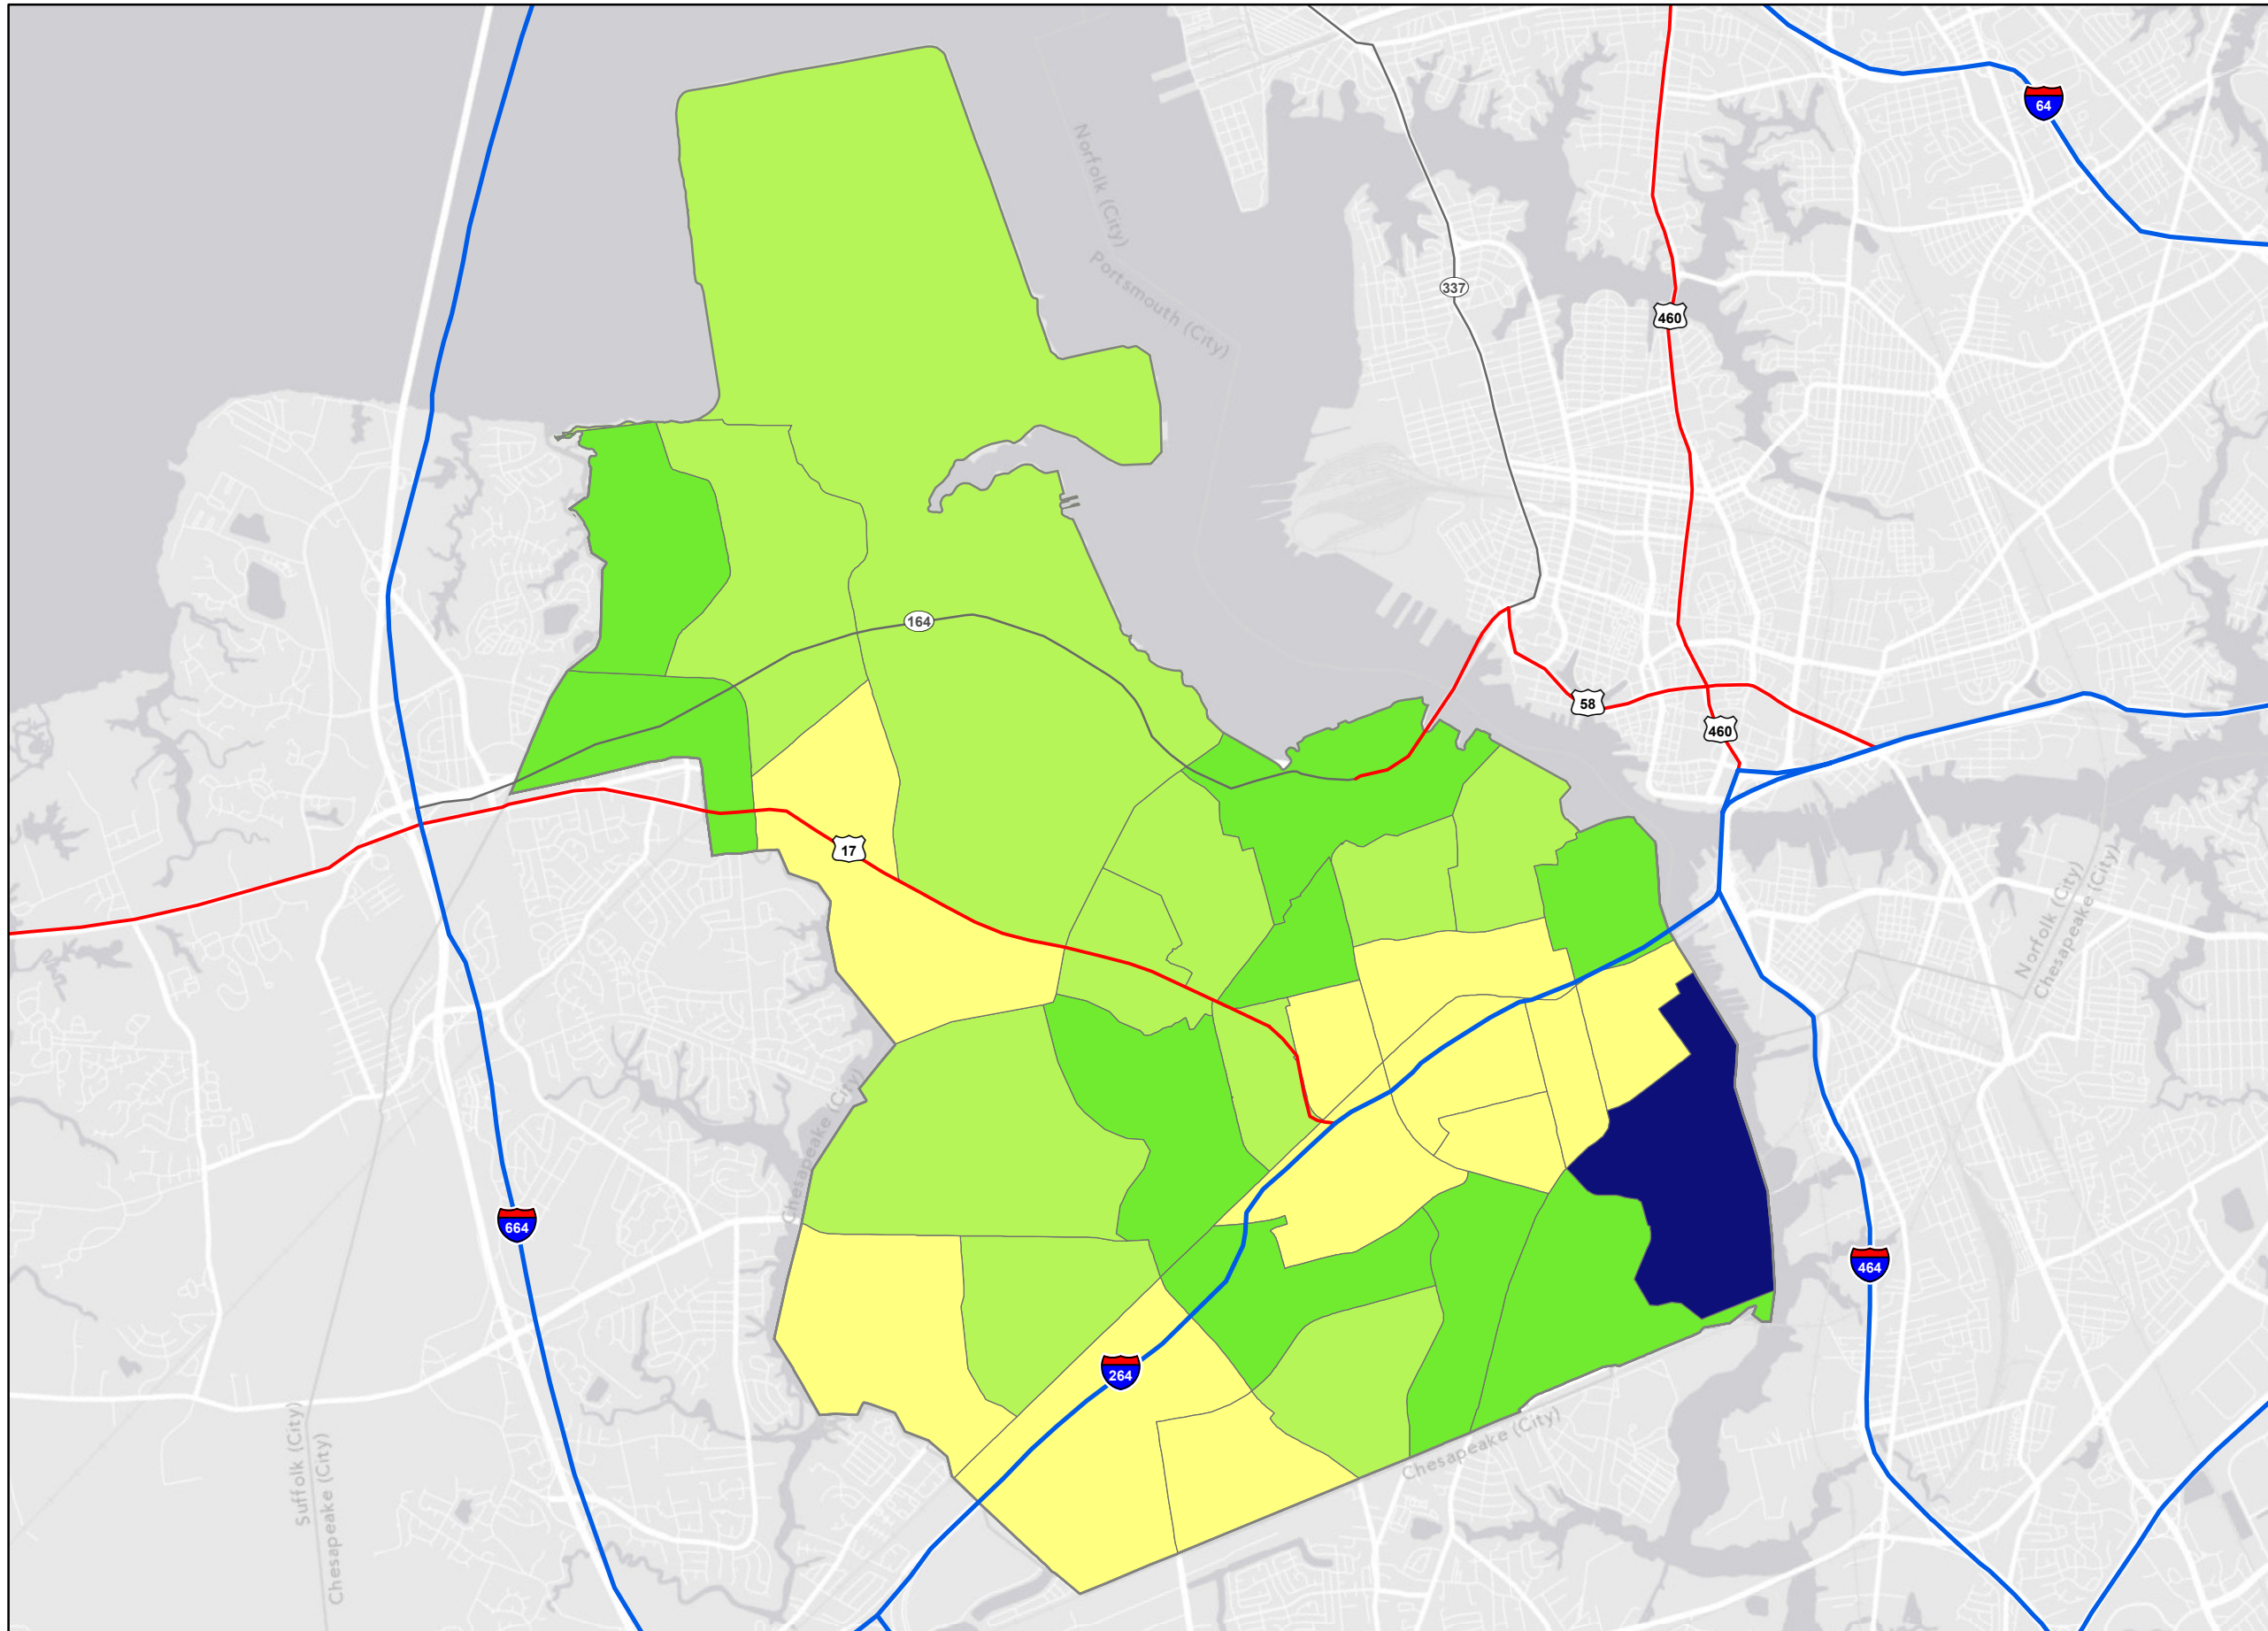 64
Norfolk (City)
Portsmouth (City)
337
460
164
58
460
17
Norfolk (City)
Chesapeake (City)
Chesapeake (City)
664
464
264
Chesapeake (City)
Suffolk (City)
Chesapeake (City)